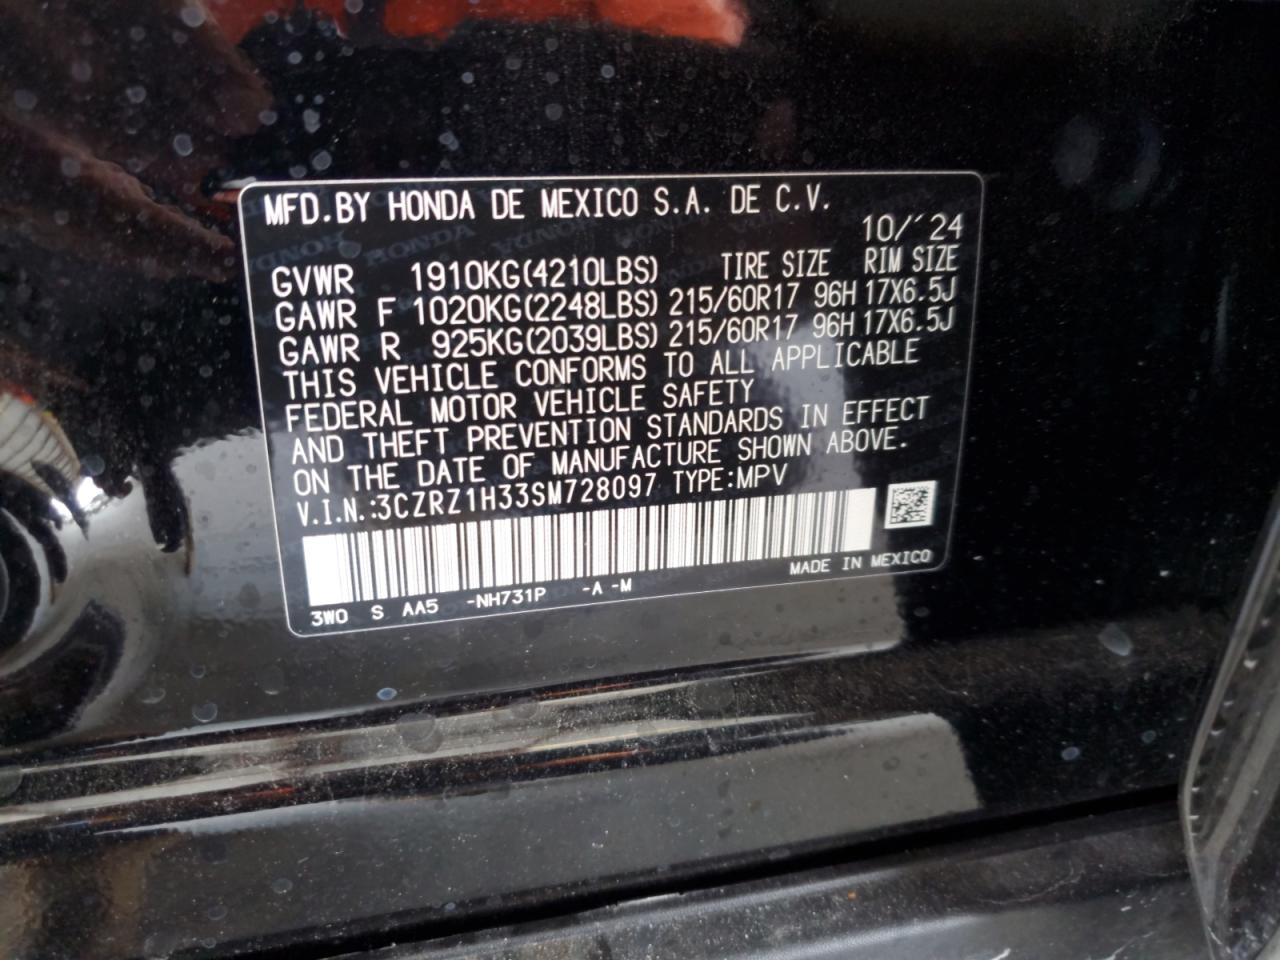 MFD.BY HONDA DE MEXICO S.A. DE C.V.
10/´24
GVWR 1910KG(4210LBS) TIRE SIZE RIM SIZE
GAWR F 1020KG(2248LBS) 215/60R17 96H 17X6.5J
GAWR R 925KG(2039LBS) 215/60R17 96H 17X6.5J
THIS VEHICLE CONFORMS TO ALL APPLICABLE
FEDERAL MOTOR VEHICLE SAFETY
AND THEFT PREVENTION STANDARDS IN EFFECT
ON THE DATE OF MANUFACTURE SHOWN ABOVE.
V.I.N.:3CZRZ1H33SM728097 TYPE:MPV
MADE IN MEXICO
3W0 S AA5 -NH731P -A -M